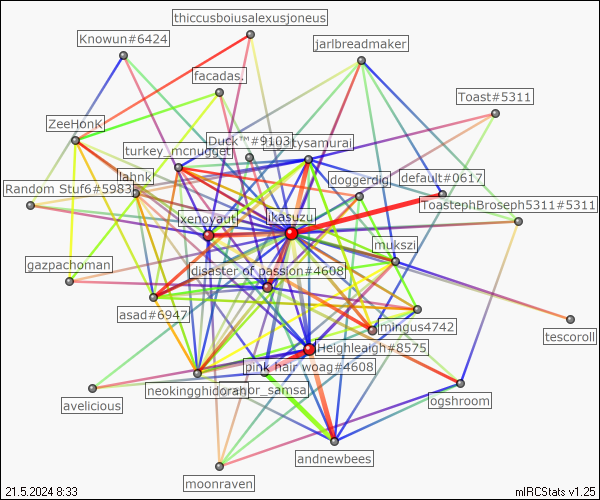 thiccusboiusalexusjoneus
Knowun#6424
jarlbreadmaker
facadas.
Toast#5311
ZeeHonK
Duck™#9103
tysamurai
turkey_mcnugget
lahnk
doggerdig
default#0617
Random Stuf6#5983
ToastephBroseph5311#5311
xenoyaut
ikasuzu
mukszi
gazpachoman
disaster of passion#4608
asad#6947
mingus4742
tescoroll
Heighleaigh#8575
pink hair woag#4608
neokingghidorah
or_samsa
avelicious
ogshroom
andnewbees
moonraven
21.5.2024 8:33
mIRCStats v1.25